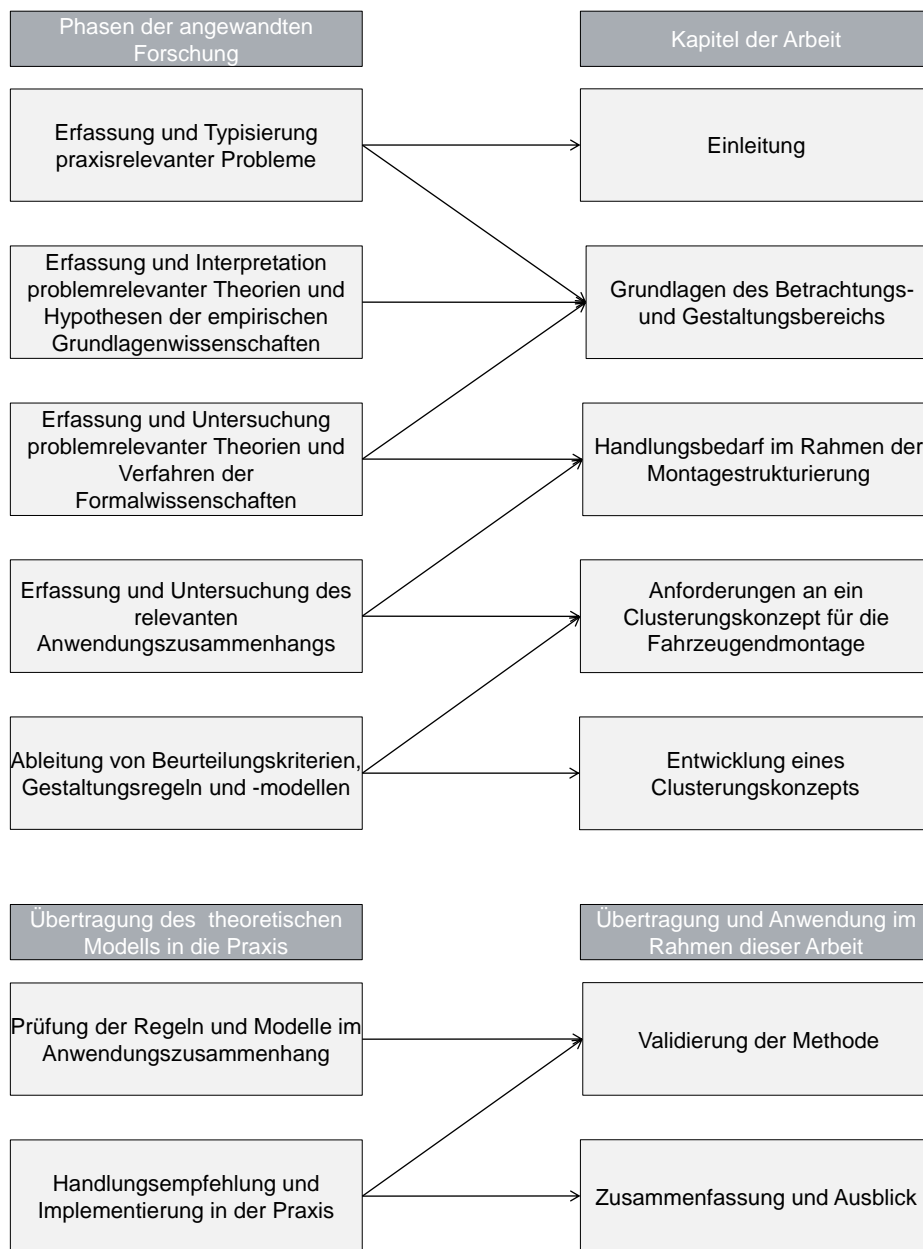 Phasen der angewandten
Forschung
Kapitel der Arbeit
Erfassung und Typisierung
praxisrelevanter Probleme
Einleitung
Erfassung und Interpretation
problemrelevanter Theorien und
Hypothesen der empirischen
Grundlagenwissenschaften
Grundlagen des Betrachtungs-
und Gestaltungsbereichs
Erfassung und Untersuchung
problemrelevanter Theorien und
Verfahren der
Formalwissenschaften
Handlungsbedarf im Rahmen der
Montagestrukturierung
Erfassung und Untersuchung des
relevanten
Anwendungszusammenhangs
Anforderungen an ein
Clusterungskonzept für die
Fahrzeugendmontage
Ableitung von Beurteilungskriterien,
Gestaltungsregeln und -modellen
Entwicklung eines
Clusterungskonzepts
Übertragung des theoretischen
Modells in die Praxis
Übertragung und Anwendung im
Rahmen dieser Arbeit
Prüfung der Regeln und Modelle im
Anwendungszusammenhang
Validierung der Methode
Handlungsempfehlung und
Implementierung in der Praxis
Zusammenfassung und Ausblick